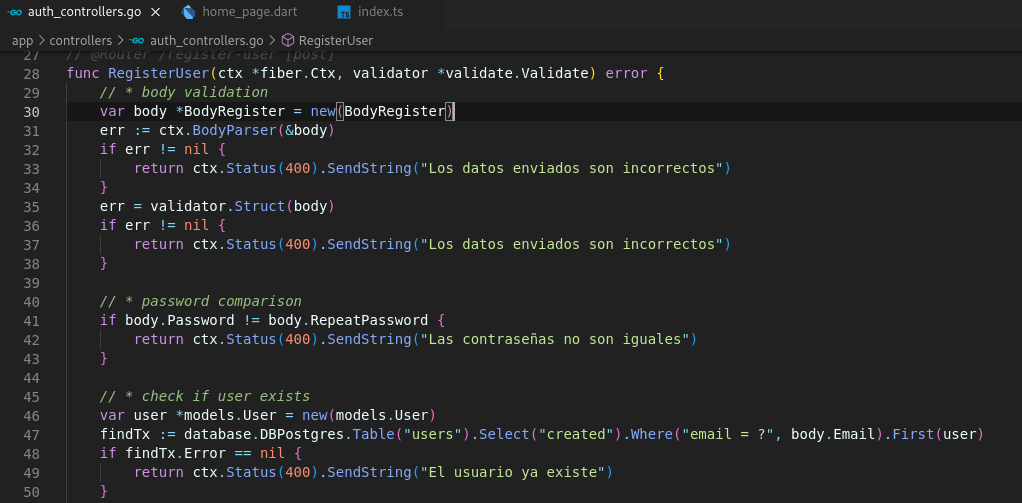 auth_controllers.go × home_page.dart TS index.ts
app > controllers > auth_controllers.go > RegisterUser
27 // @Router /register-user [post]
28 func RegisterUser(ctx *fiber.Ctx, validator *validate.Validate) error {
29 // * body validation
30 var body *BodyRegister = new(BodyRegister)
31 err := ctx.BodyParser(&body)
32 if err != nil {
33 return ctx.Status(400).SendString("Los datos enviados son incorrectos")
34 }
35 err = validator.Struct(body)
36 if err != nil {
37 return ctx.Status(400).SendString("Los datos enviados son incorrectos")
38 }
39
40 // * password comparison
41 if body.Password != body.RepeatPassword {
42 return ctx.Status(400).SendString("Las contraseñas no son iguales")
43 }
44
45 // * check if user exists
46 var user *models.User = new(models.User)
47 findTx := database.DBPostgres.Table("users").Select("created").Where("email = ?", body.Email).First(user)
48 if findTx.Error == nil {
49 return ctx.Status(400).SendString("El usuario ya existe")
50 }